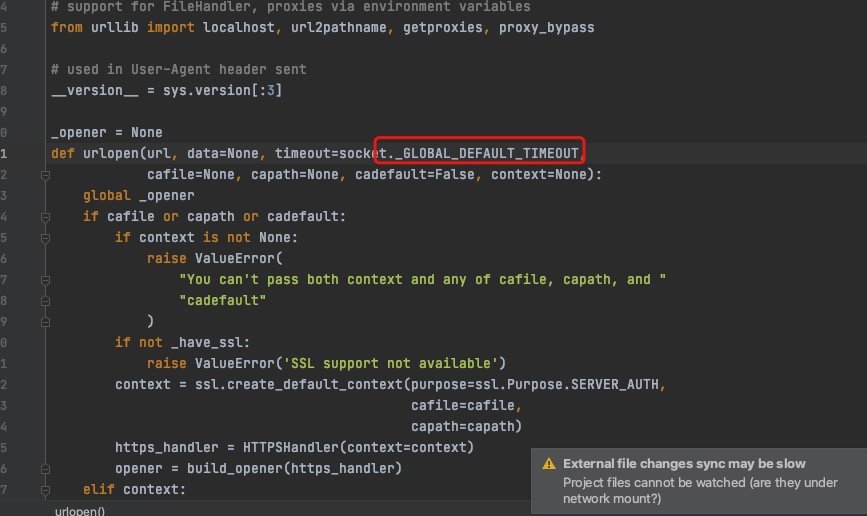 4 # support for FileHandler, proxies via environment variables
5 from urllib import localhost, url2pathname, getproxies, proxy_bypass
6
7 # used in User-Agent header sent
8 __version__ = sys.version[:3]
9
0 _opener = None
1 def urlopen(url, data=None, timeout=socket._GLOBAL_DEFAULT_TIMEOUT,
2 cafile=None, capath=None, cadefault=False, context=None):
3 global _opener
4 if cafile or capath or cadefault:
5 if context is not None:
6 raise ValueError(
7 "You can't pass both context and any of cafile, capath, and "
8 "cadefault"
9 )
0 if not _have_ssl:
1 raise ValueError('SSL support not available')
2 context = ssl.create_default_context(purpose=ssl.Purpose.SERVER_AUTH,
3 cafile=cafile,
4 capath=capath)
5 https_handler = HTTPSHandler(context=context)
6 opener = build_opener(https_handler)
7 elif context:
External file changes sync may be slow
Project files cannot be watched (are they under
network mount?)
urlopen()